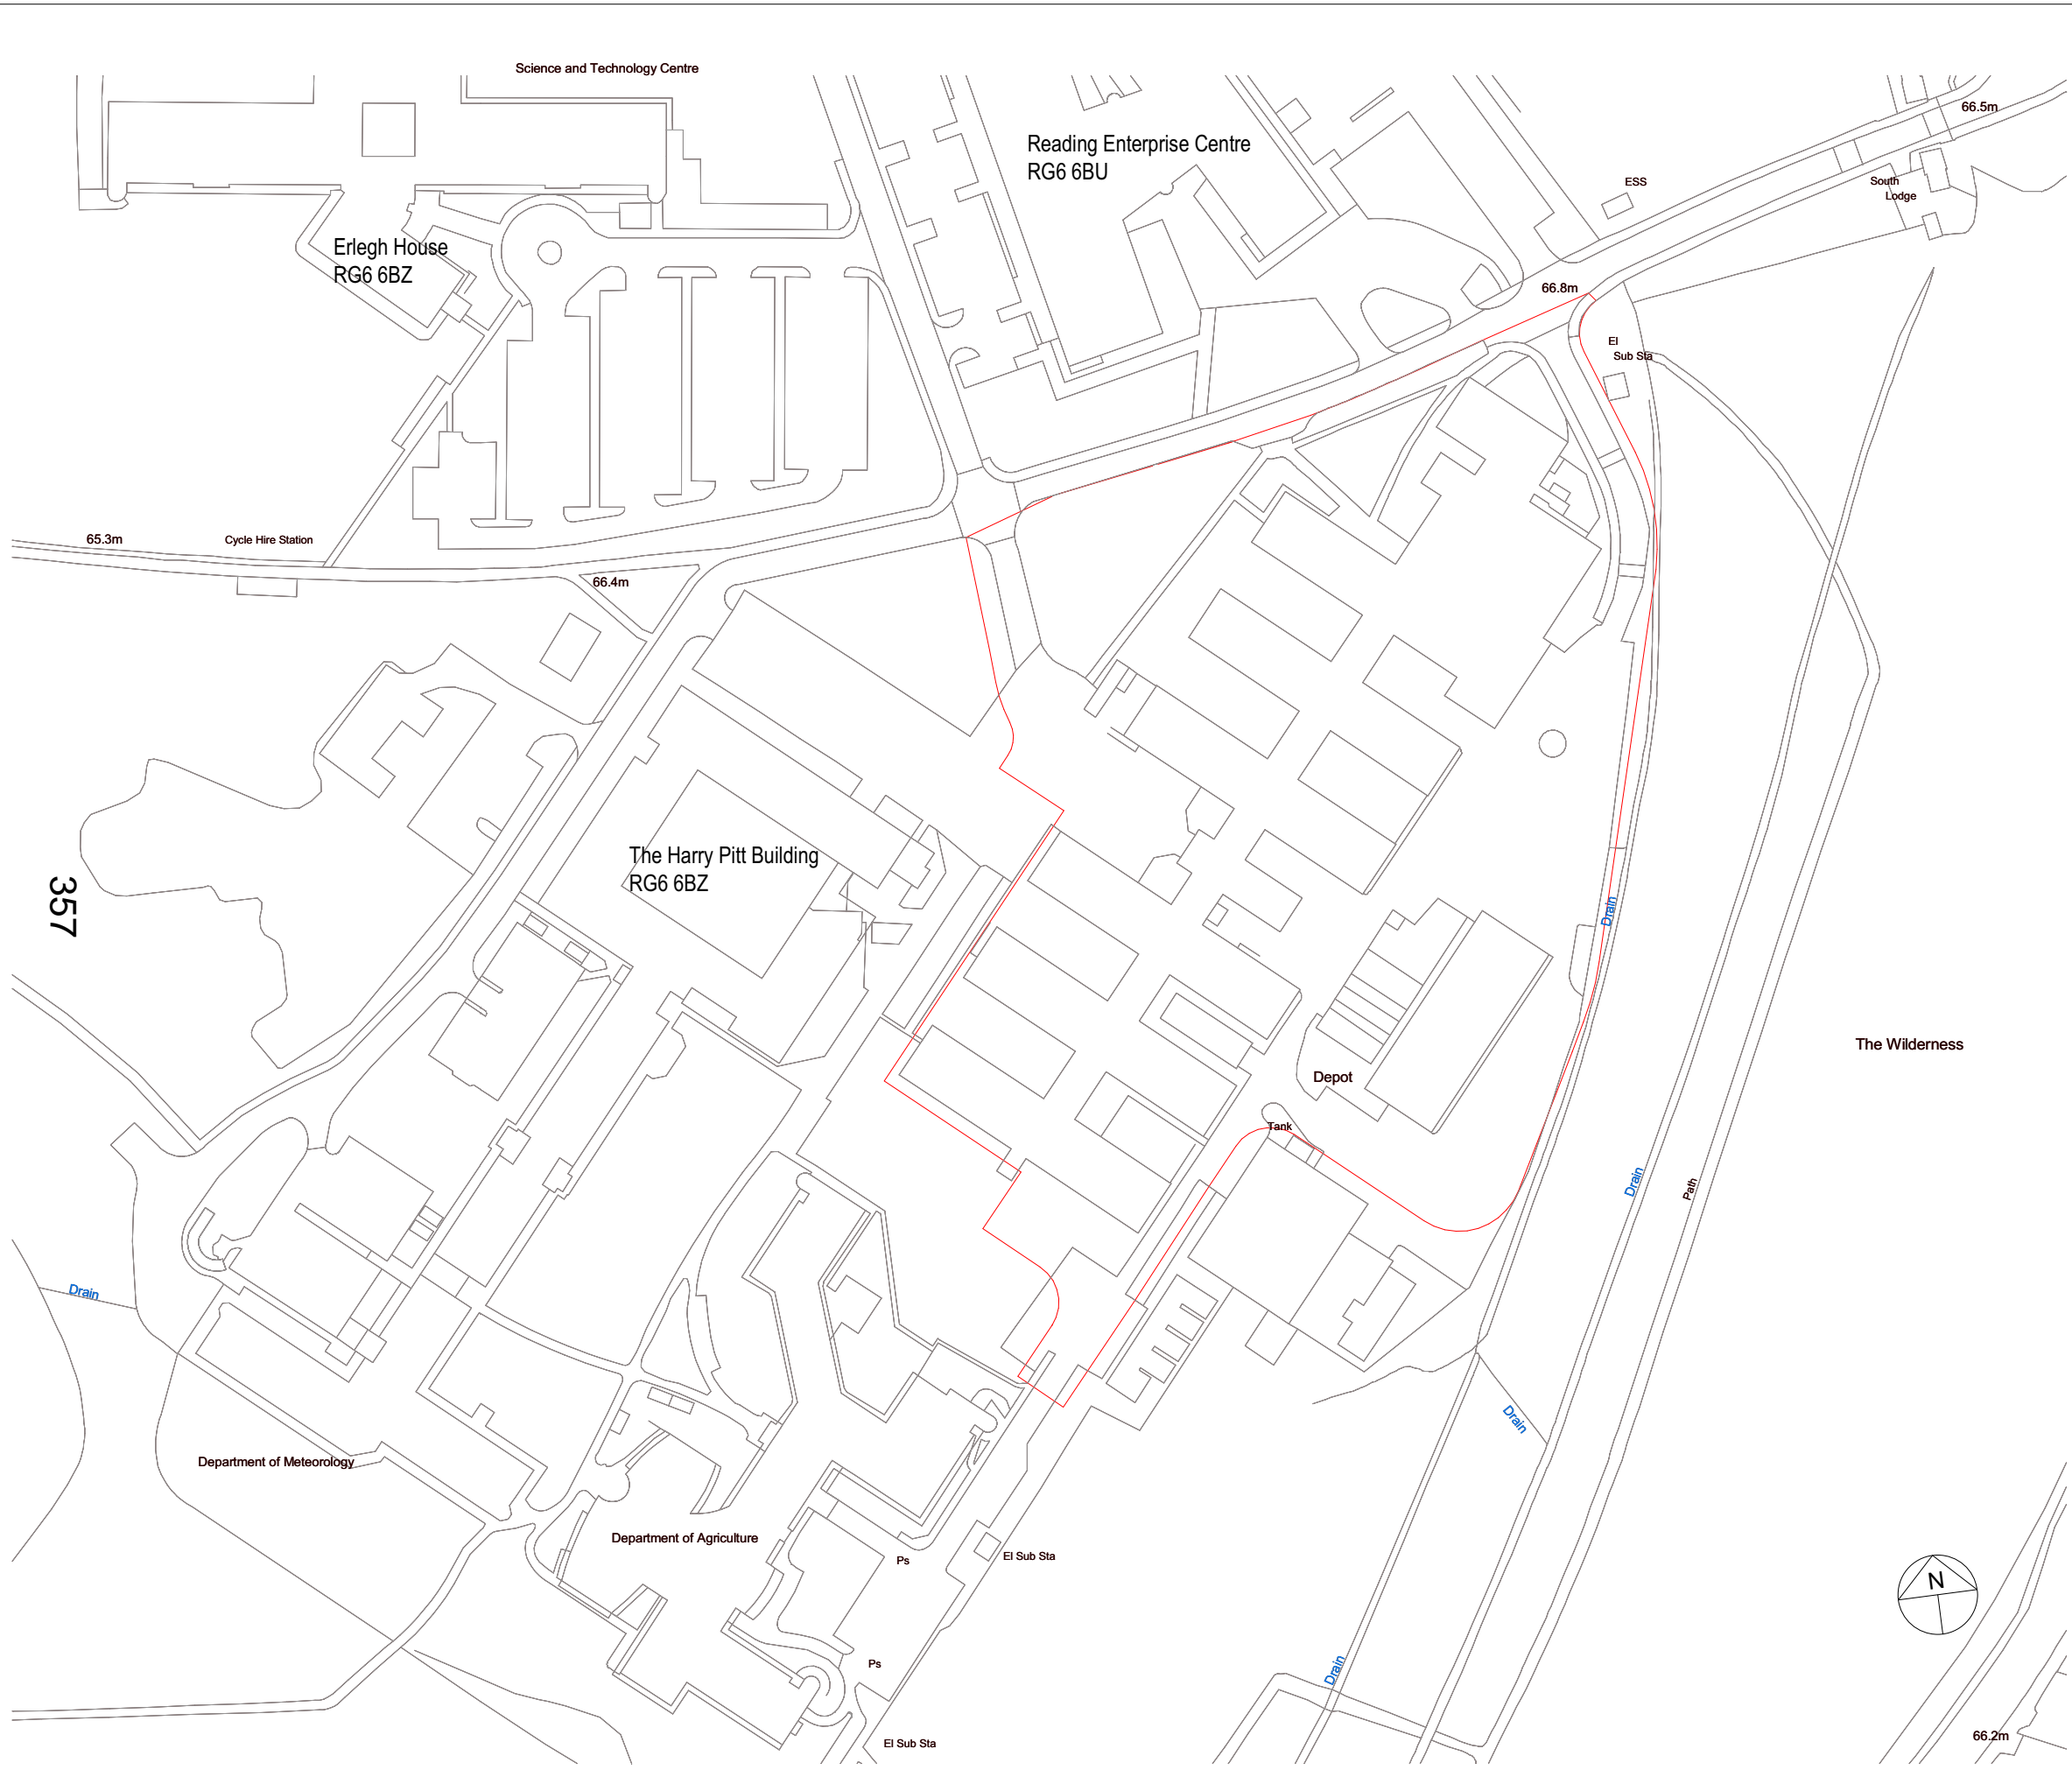 Science and Technology Centre
66.5m
Reading Enterprise Centre
RG6 6BU
ESS
South
Lodge
Erlegh House
RG6 6BZ
66.8m
El
Sub Sta
65.3m
Cycle Hire Station
66.4m
The Harry Pitt Building
RG6 6BZ
357
Drain
The Wilderness
Depot
Tank
Drain
Path
Drain
Drain
Department of Meteorology
Department of Agriculture
Ps
El Sub Sta
N
Ps
Drain
El Sub Sta
66.2m